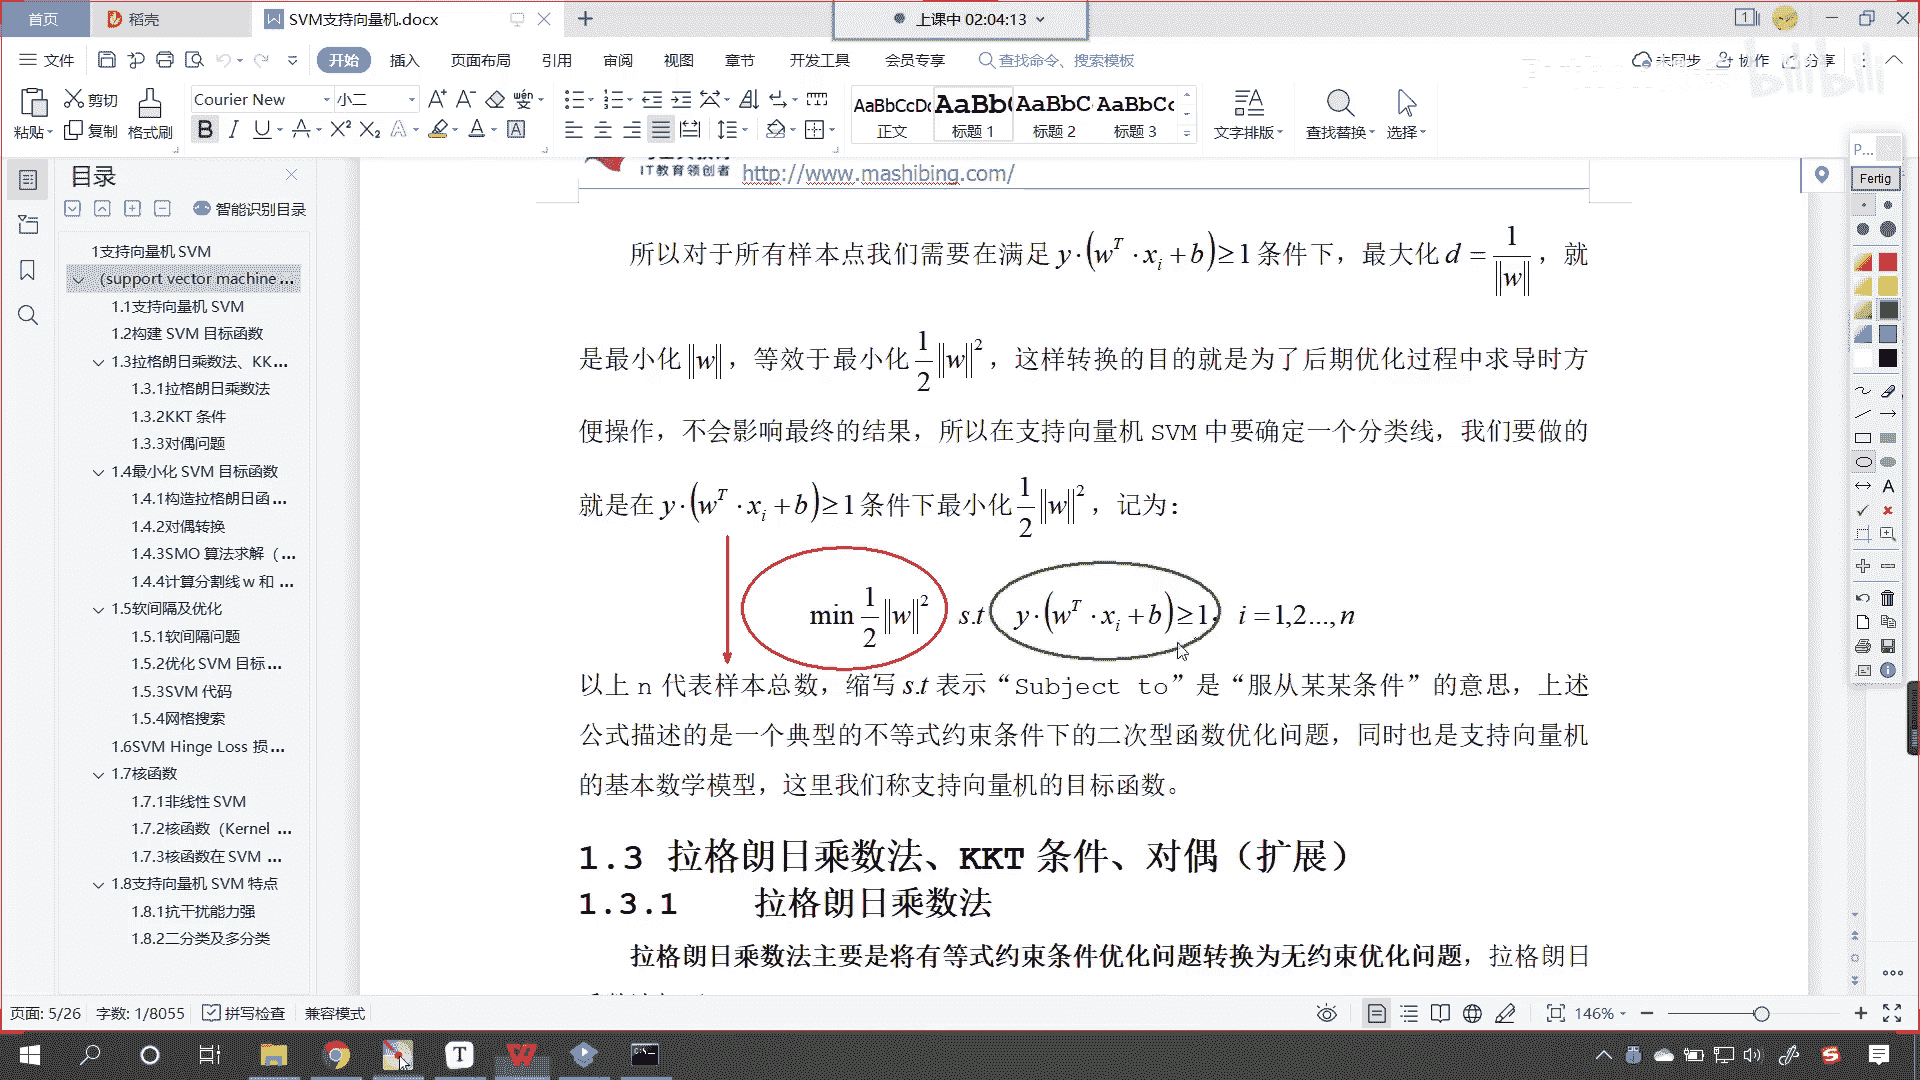 首页 稻壳 SVM支持向量机.docx 上课中 02:04:13 1
文件 开始 插入 页面布局 引用 审阅 视图 章节 开发工具 会员专享 查找命令、搜索模板 未同步 协作 分享
bilibili
粘贴 剪切 复制 格式刷 Courier New 小二 AaBbCcDd AaBb AaBbC AaBbCc
正文 标题 1 标题 2 标题 3 文字排版 查找替换 选择
目录
智能识别目录
1支持向量机 SVM
(support vector machine ...
1.1支持向量机 SVM
1.2构建 SVM 目标函数
1.3拉格朗日乘数法、KK...
1.3.1拉格朗日乘数法
1.3.2KKT 条件
1.3.3对偶问题
1.4最小化 SVM 目标函数
1.4.1构造拉格朗日函...
1.4.2对偶转换
1.4.3SMO 算法求解（...
1.4.4计算分割线 w 和 ...
1.5软间隔及优化
1.5.1软间隔问题
1.5.2优化 SVM 目标...
1.5.3SVM 代码
1.5.4网格搜索
1.6SVM Hinge Loss 损...
1.7核函数
1.7.1非线性 SVM
1.7.2核函数（Kernel ...
1.7.3核函数在 SVM ...
1.8支持向量机 SVM 特点
1.8.1抗干扰能力强
1.8.2二分类及多分类
IT教育领创者 http://www.mashibing.com/
所以对于所有样本点我们需要在满足 y·(w^T·x_i+b)≥1 条件下，最大化 d = 1/||w||，就
是最小化||w||，等效于最小化 1/2||w||²，这样转换的目的就是为了后期优化过程中求导时方
便操作，不会影响最终的结果，所以在支持向量机 SVM 中要确定一个分类线，我们要做的
就是在 y·(w^T·x_i+b)≥1 条件下最小化 1/2||w||²，记为：
min 1/2||w||² s.t y·(w^T·x_i+b)≥1, i=1,2...,n
以上 n 代表样本总数，缩写 s.t 表示“Subject to”是“服从某某条件”的意思，上述
公式描述的是一个典型的不等式约束条件下的二次型函数优化问题，同时也是支持向量机
的基本数学模型，这里我们称支持向量机的目标函数。
1.3 拉格朗日乘数法、KKT 条件、对偶（扩展）
1.3.1 拉格朗日乘数法
拉格朗日乘数法主要是将有等式约束条件优化问题转换为无约束优化问题，拉格朗日
P...
Fertig
页面: 5/26 字数: 1/8055 拼写检查 兼容模式 146%